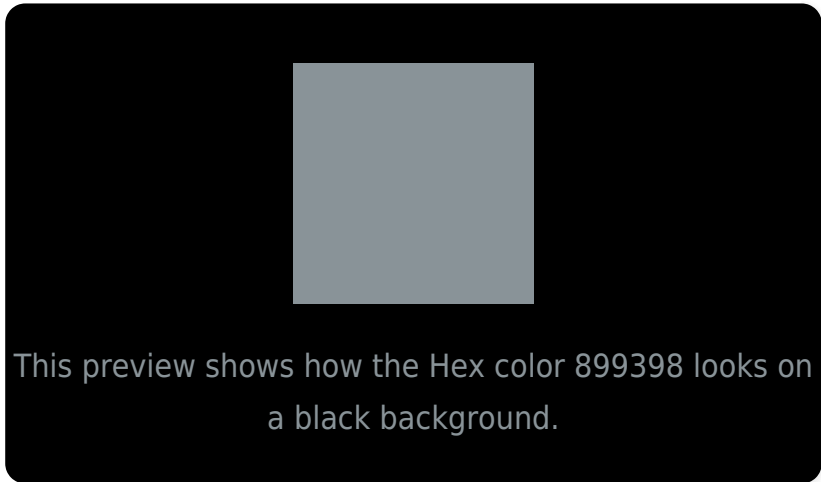 This preview shows how the Hex color 899398 looks on
a black background.